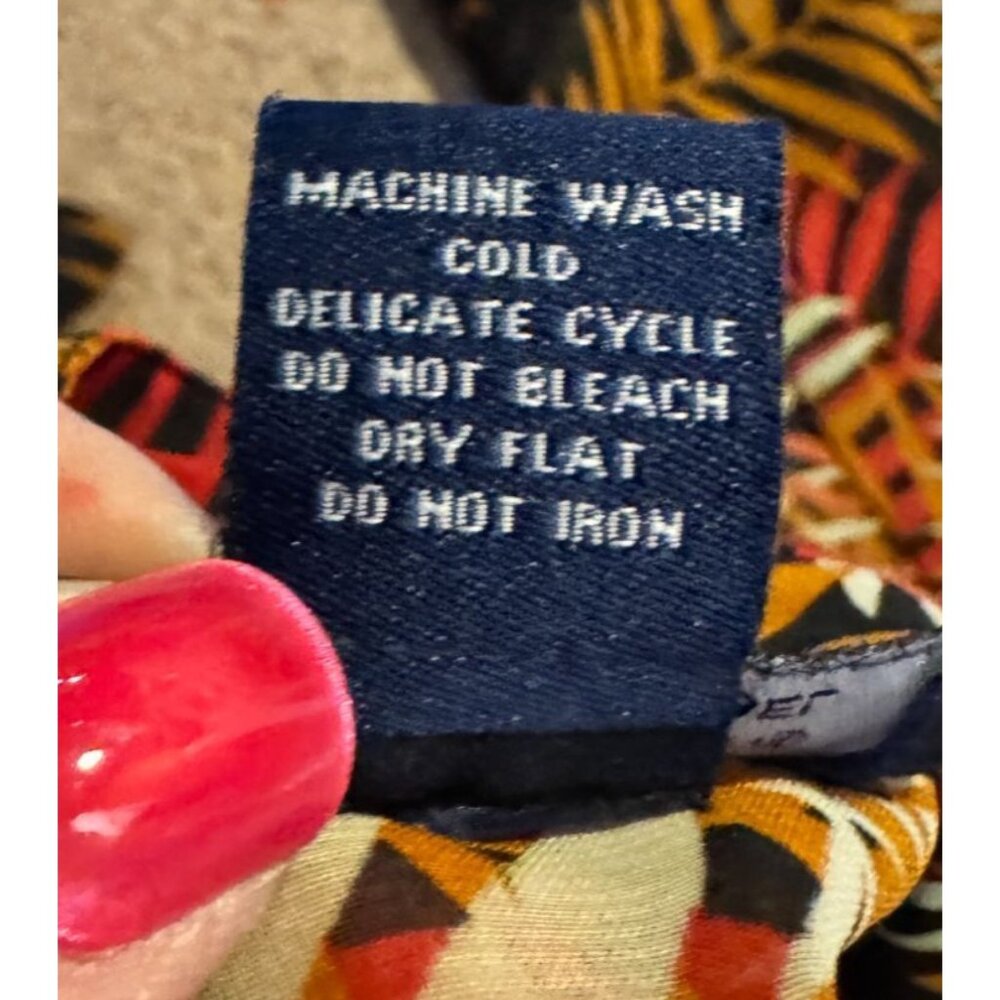 MACHINE WASH
COLD
DELICATE CYCLE
DO NOT BLEACH
DRY FLAT
DO NOT IRON